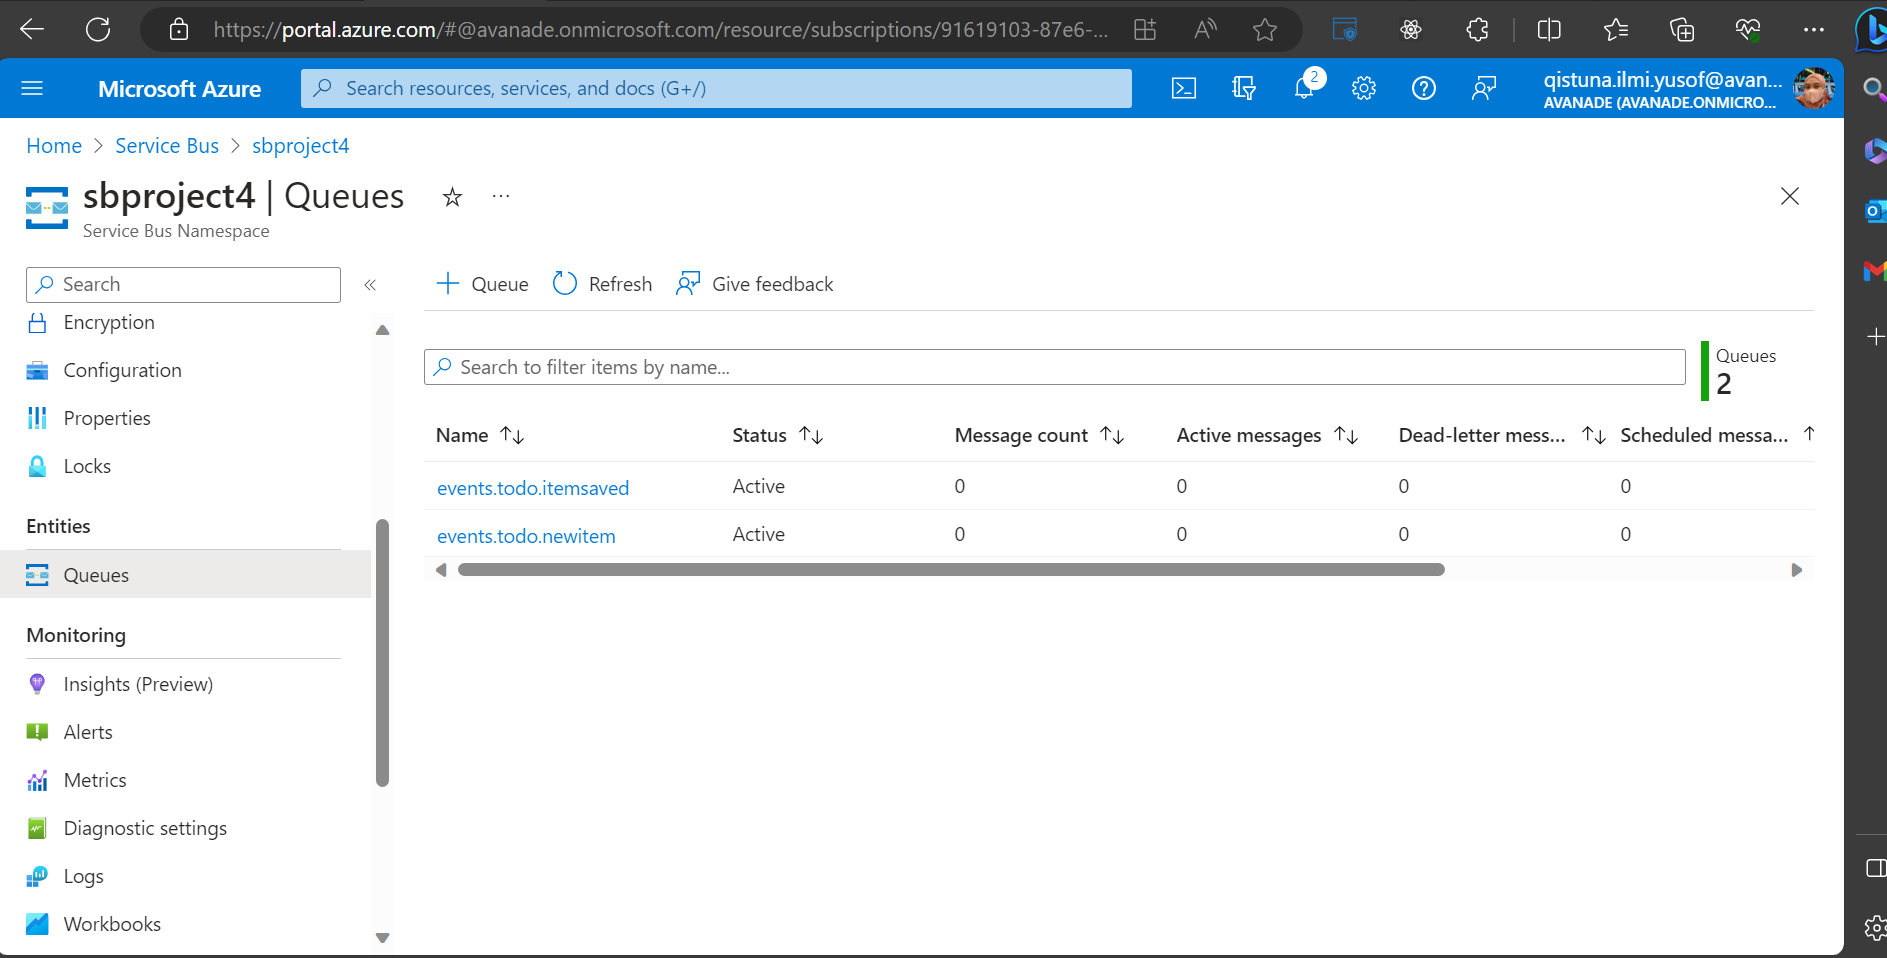 https://portal.azure.com/#@avanade.onmicrosoft.com/resource/subscriptions/91619103-87e6-...
Microsoft Azure
Search resources, services, and docs (G+/)
2
qistuna.ilmi.yusof@avan...
AVANADE (AVANADE.ONMICRO...
Home > Service Bus > sbproject4
sbproject4 | Queues
Service Bus Namespace
Search
Queue
Refresh
Give feedback
Encryption
Configuration
Properties
Locks
Entities
Queues
Monitoring
Insights (Preview)
Alerts
Metrics
Diagnostic settings
Logs
Workbooks
Search to filter items by name...
Queues
2
Name Status Message count Active messages Dead-letter mess... Scheduled messa...
events.todo.itemsaved Active 0 0 0 0
events.todo.newitem Active 0 0 0 0